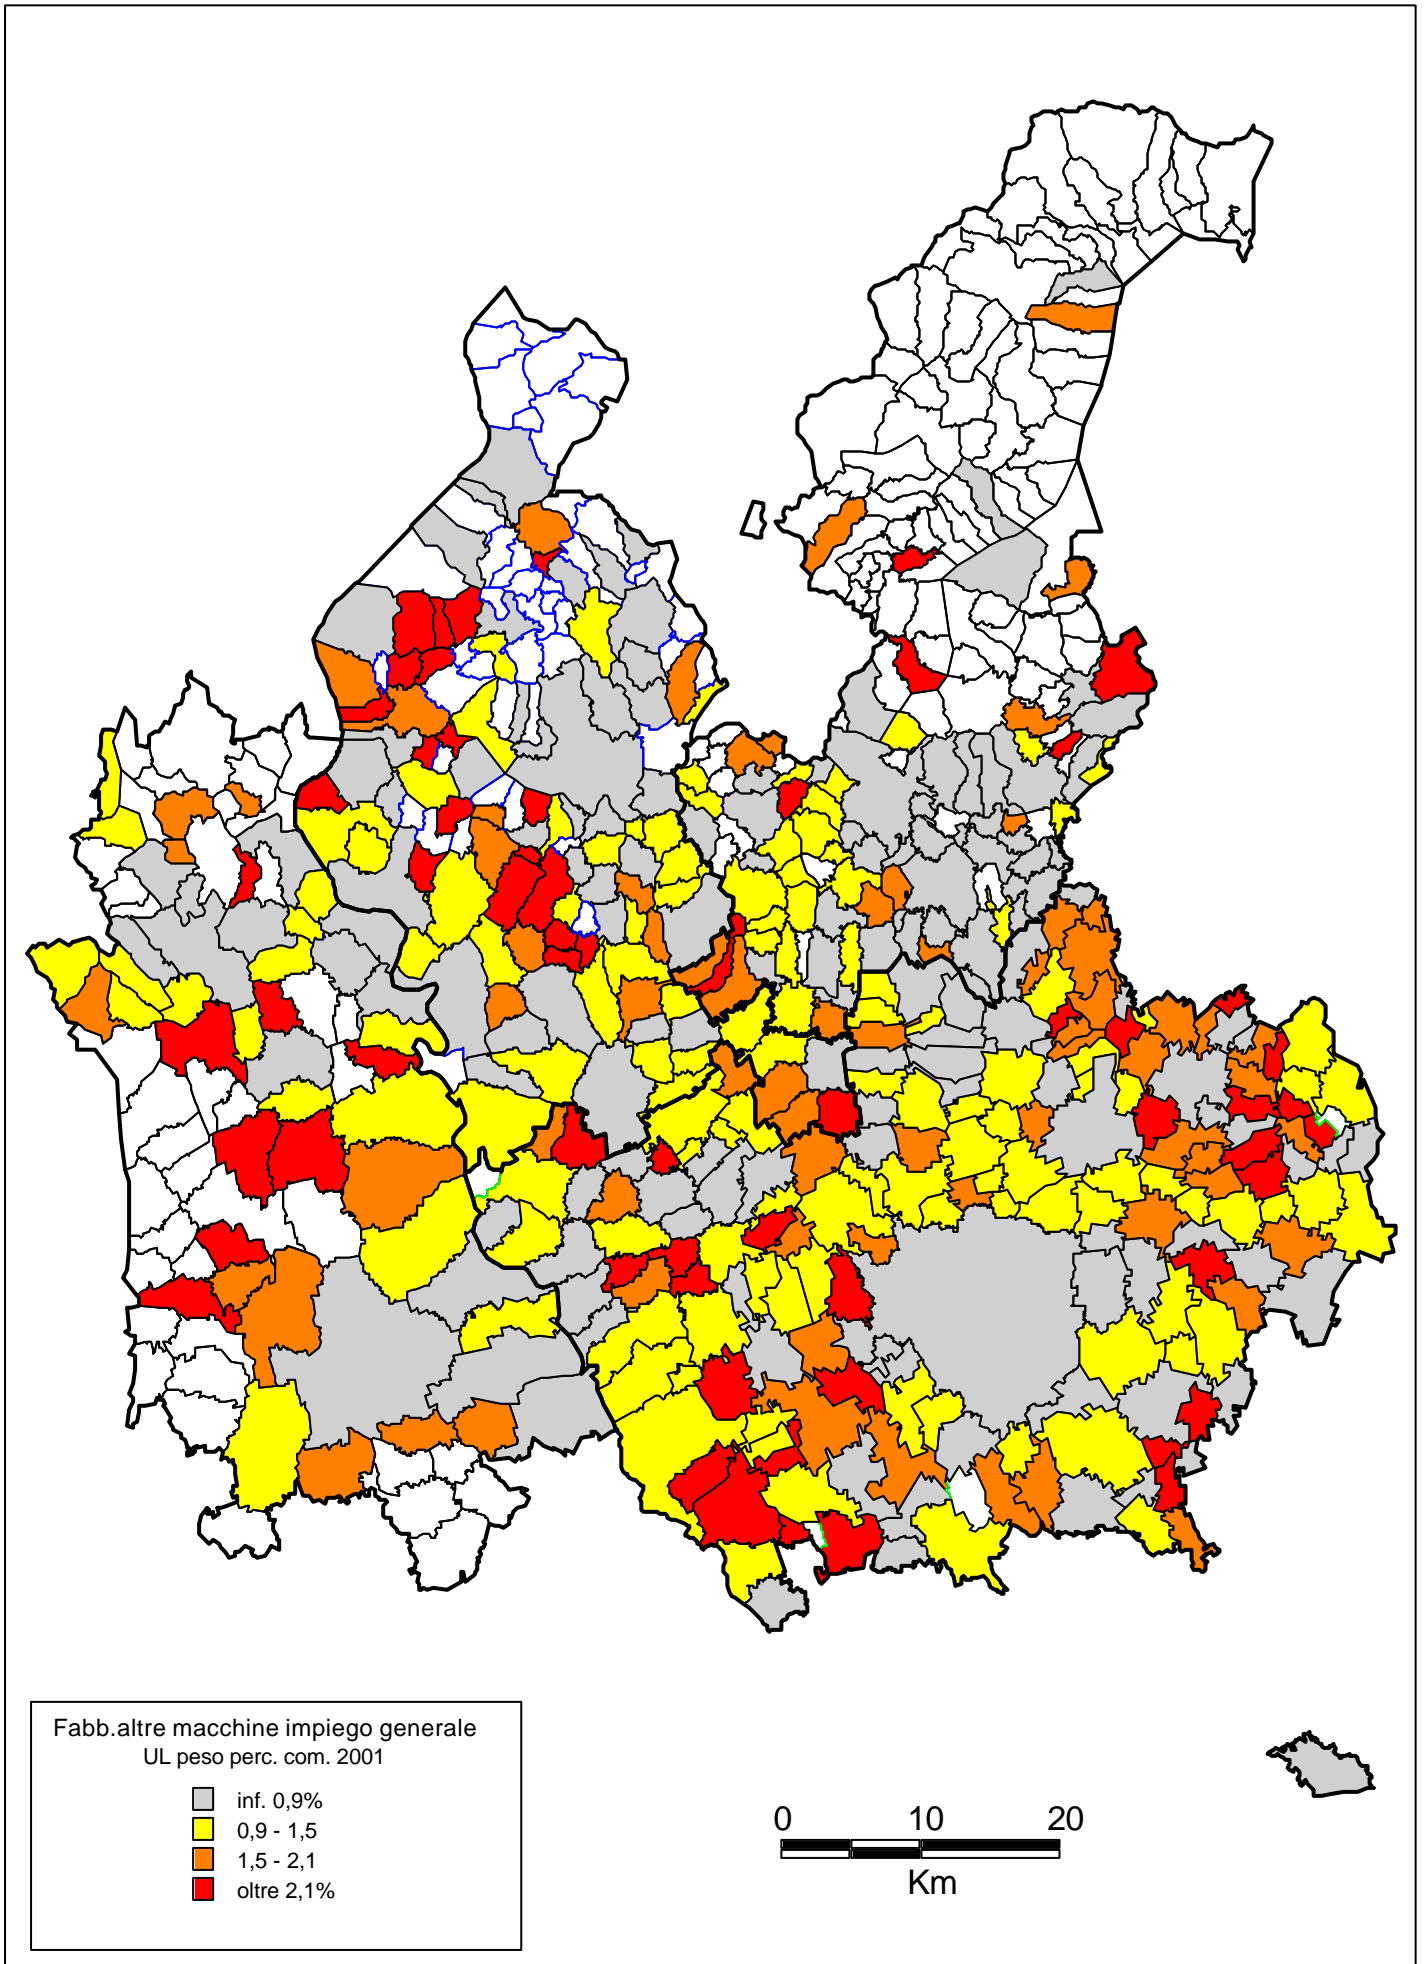 Fabb.altre macchine impiego generale
UL peso perc. com. 2001
inf. 0,9%
0,9 - 1,5
1,5 - 2,1
oltre 2,1%
0 10 20
Km